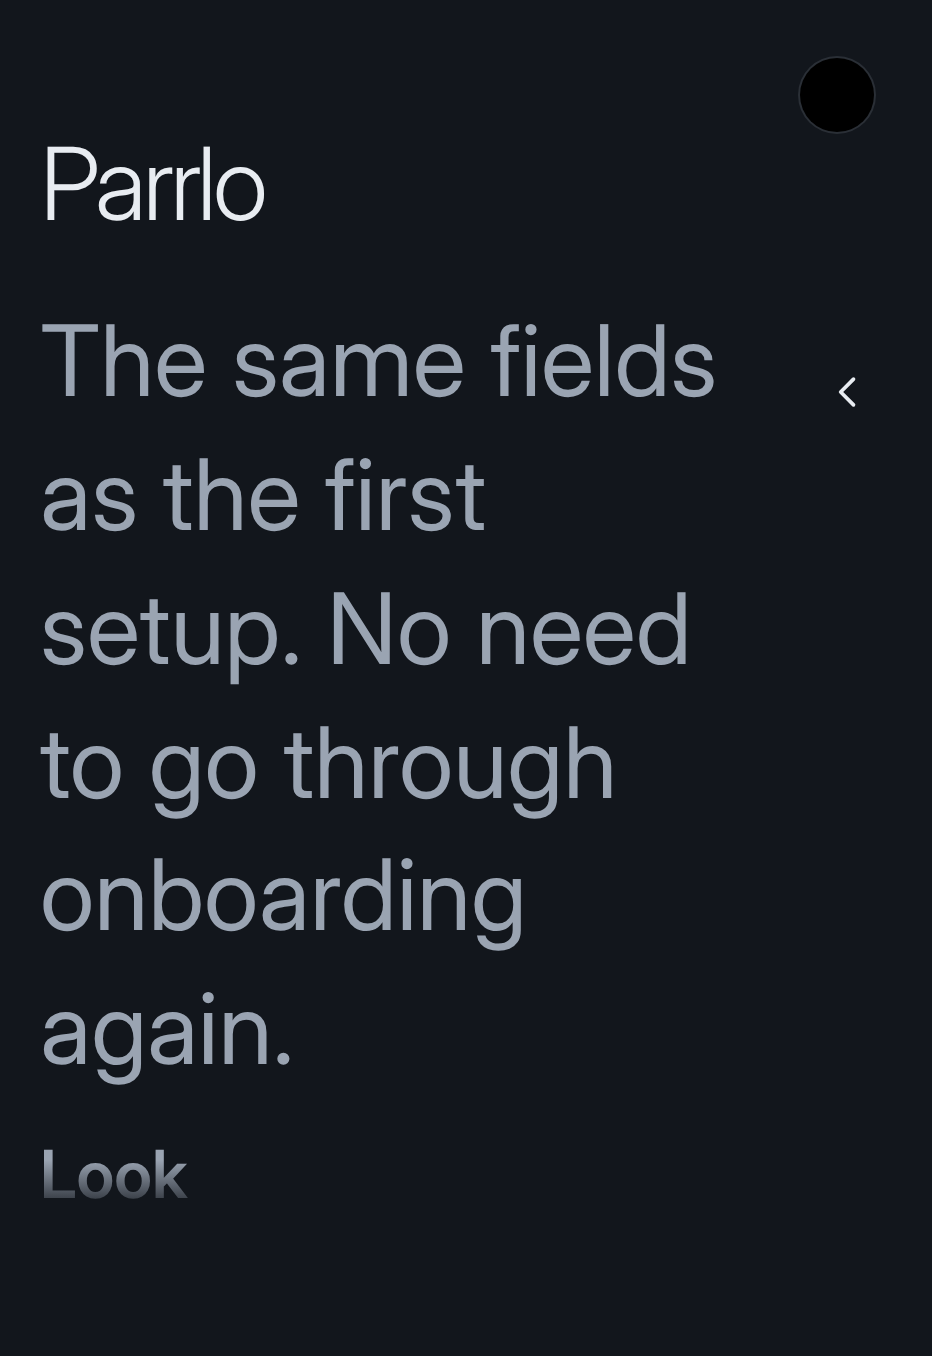 Parrlo
The same fields
as the first
setup. No need
to go through
onboarding
again.
Look